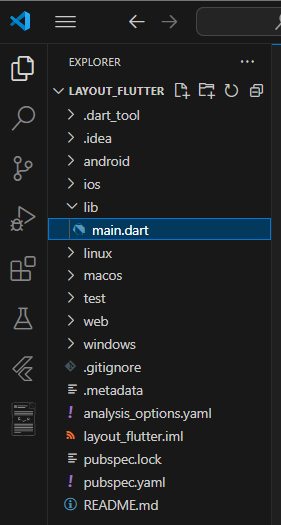 EXPLORER
LAYOUT_FLUTTER
.dart_tool
.idea
android
ios
lib
main.dart
linux
macos
test
web
windows
.gitignore
.metadata
analysis_options.yaml
layout_flutter.iml
pubspec.lock
pubspec.yaml
README.md